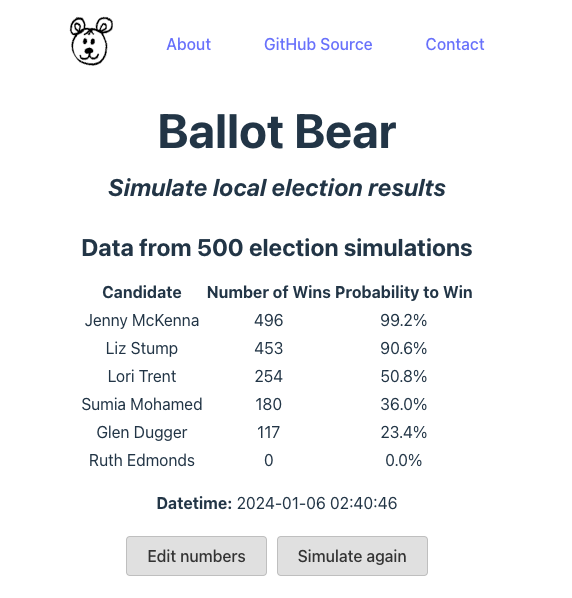 About GitHub Source Contact
Ballot Bear
Simulate local election results
Data from 500 election simulations
Candidate Number of Wins Probability to Win
Jenny McKenna 496 99.2%
Liz Stump 453 90.6%
Lori Trent 254 50.8%
Sumia Mohamed 180 36.0%
Glen Dugger 117 23.4%
Ruth Edmonds 0 0.0%
Datetime: 2024-01-06 02:40:46
Edit numbers Simulate again